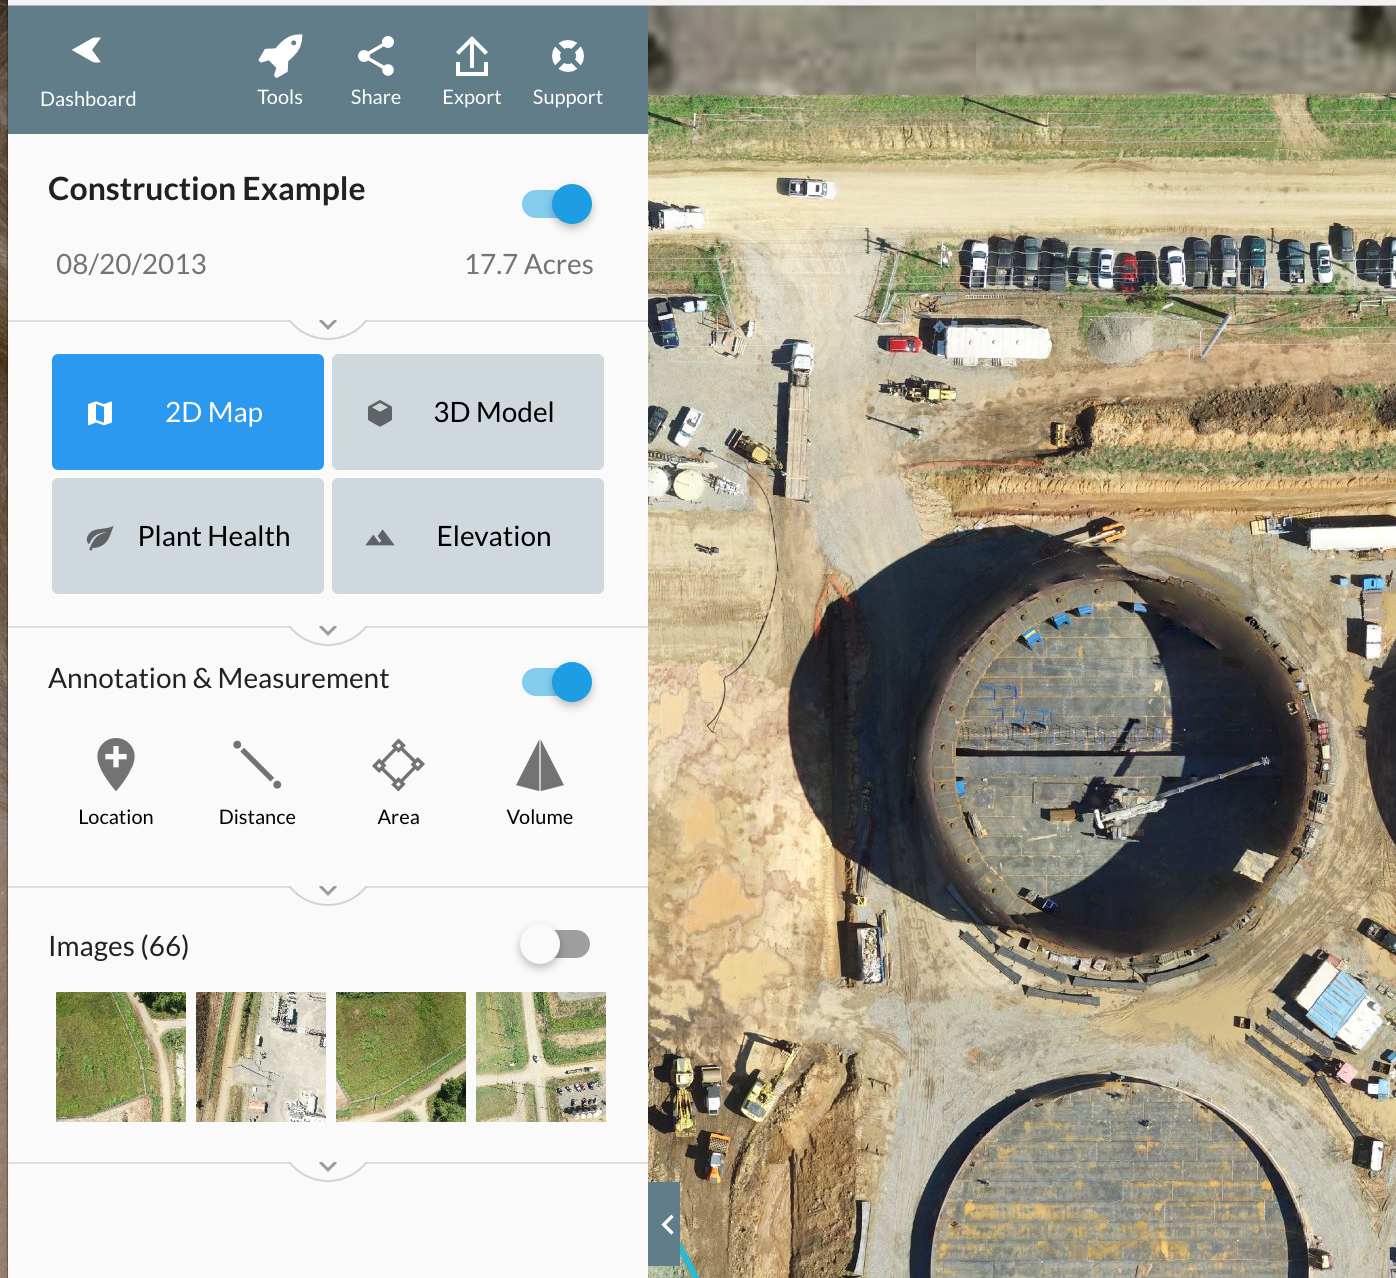 Dashboard
Tools
Share
Export
Support
Construction Example
08/20/2013
17.7 Acres
2D Map
3D Model
Plant Health
Elevation
Annotation & Measurement
Location
Distance
Area
Volume
Images (66)